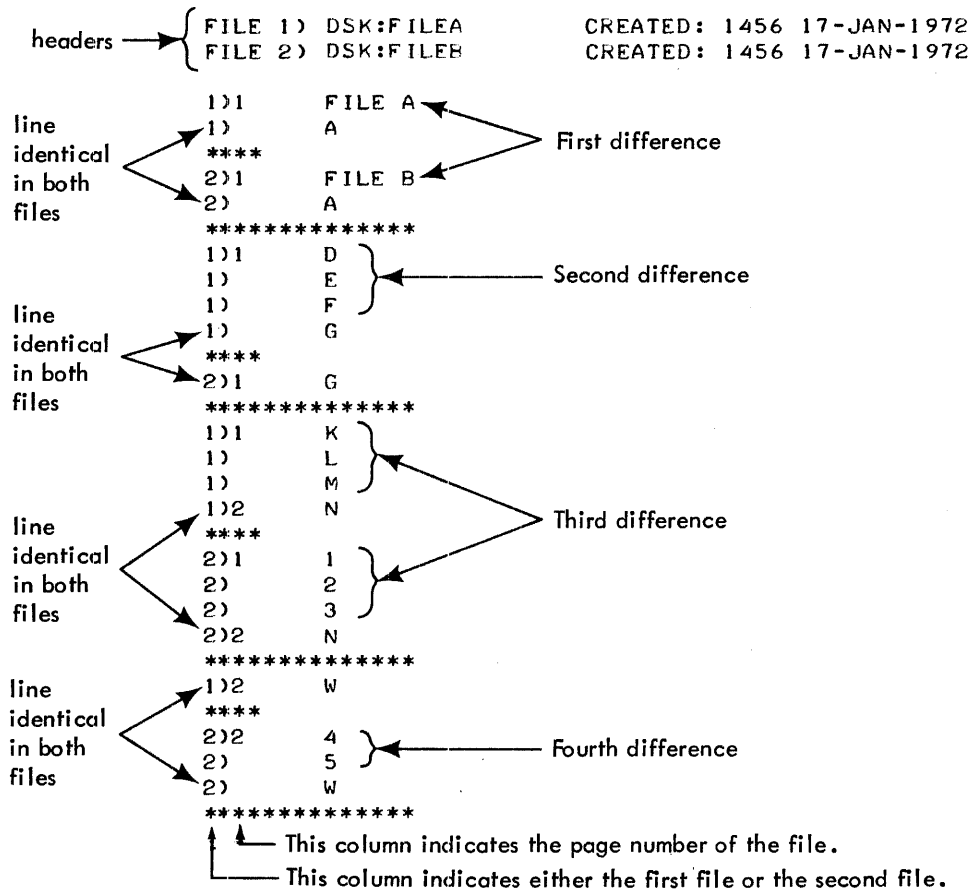 headers
FILE 1) DSK:FILEA CREATED: 1456 17-JAN-1972
FILE 2) DSK:FILEB CREATED: 1456 17-JAN-1972
line
identical
in both
files
1)1 FILE A
1) A
****
2)1 FILE B
2) A
**************
First difference
1)1 D
1) E
1) F
1) G
****
2)1 G
**************
Second difference
line
identical
in both
files
1)1 K
1) L
1) M
1)2 N
****
2)1 1
2) 2
2) 3
2)2 N
**************
Third difference
line
identical
in both
files
1)2 W
****
2)2 4
2) 5
2) W
**************
Fourth difference
line
identical
in both
files
This column indicates the page number of the file.
This column indicates either the first file or the second file.